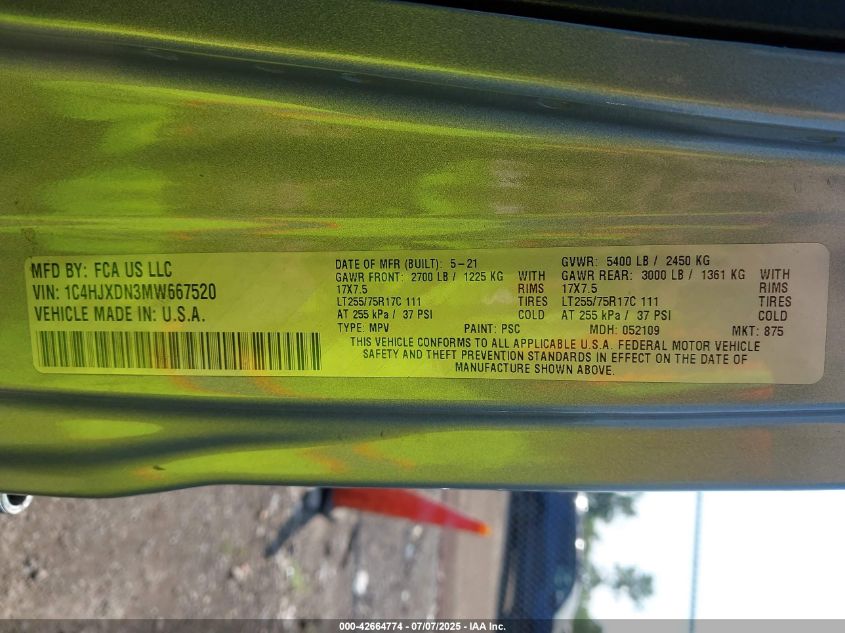 MFD BY: FCA US LLC
VIN: 1C4HJXDN3MW667520
VEHICLE MADE IN: U.S.A.
DATE OF MFR (BUILT): 5-21 GVWR: 5400 LB / 2450 KG
GAWR FRONT: 2700 LB / 1225 KG WITH GAWR REAR: 3000 LB / 1361 KG WITH
17X7.5 RIMS 17X7.5 RIMS
LT255/75R17C 111 TIRES LT255/75R17C 111 TIRES
AT 255 kPa / 37 PSI COLD AT 255 kPa / 37 PSI COLD
TYPE: MPV PAINT: PSC MDH: 052109 MKT: 875
THIS VEHICLE CONFORMS TO ALL APPLICABLE U.S.A. FEDERAL MOTOR VEHICLE
SAFETY AND THEFT PREVENTION STANDARDS IN EFFECT ON THE DATE OF
MANUFACTURE SHOWN ABOVE.
000-42664774 - 07/07/2025 - IAA Inc.